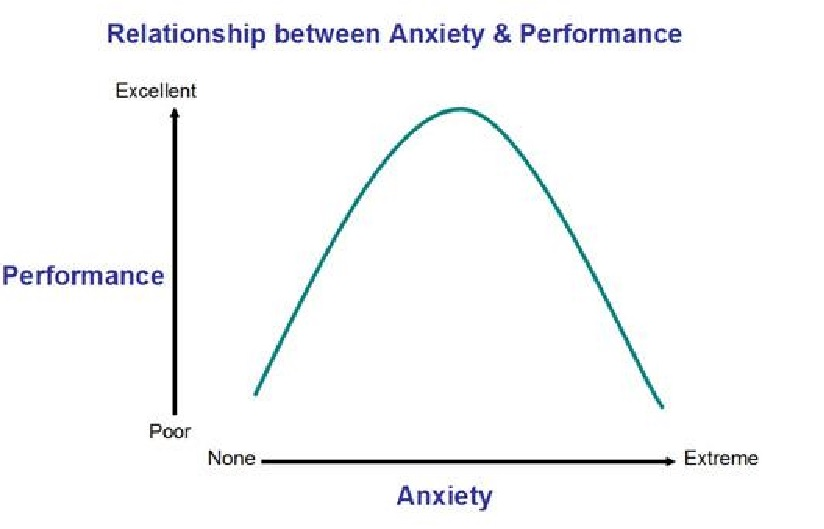 Relationship between Anxiety & Performance
Excellent
Performance
Poor
None
Extreme
Anxiety